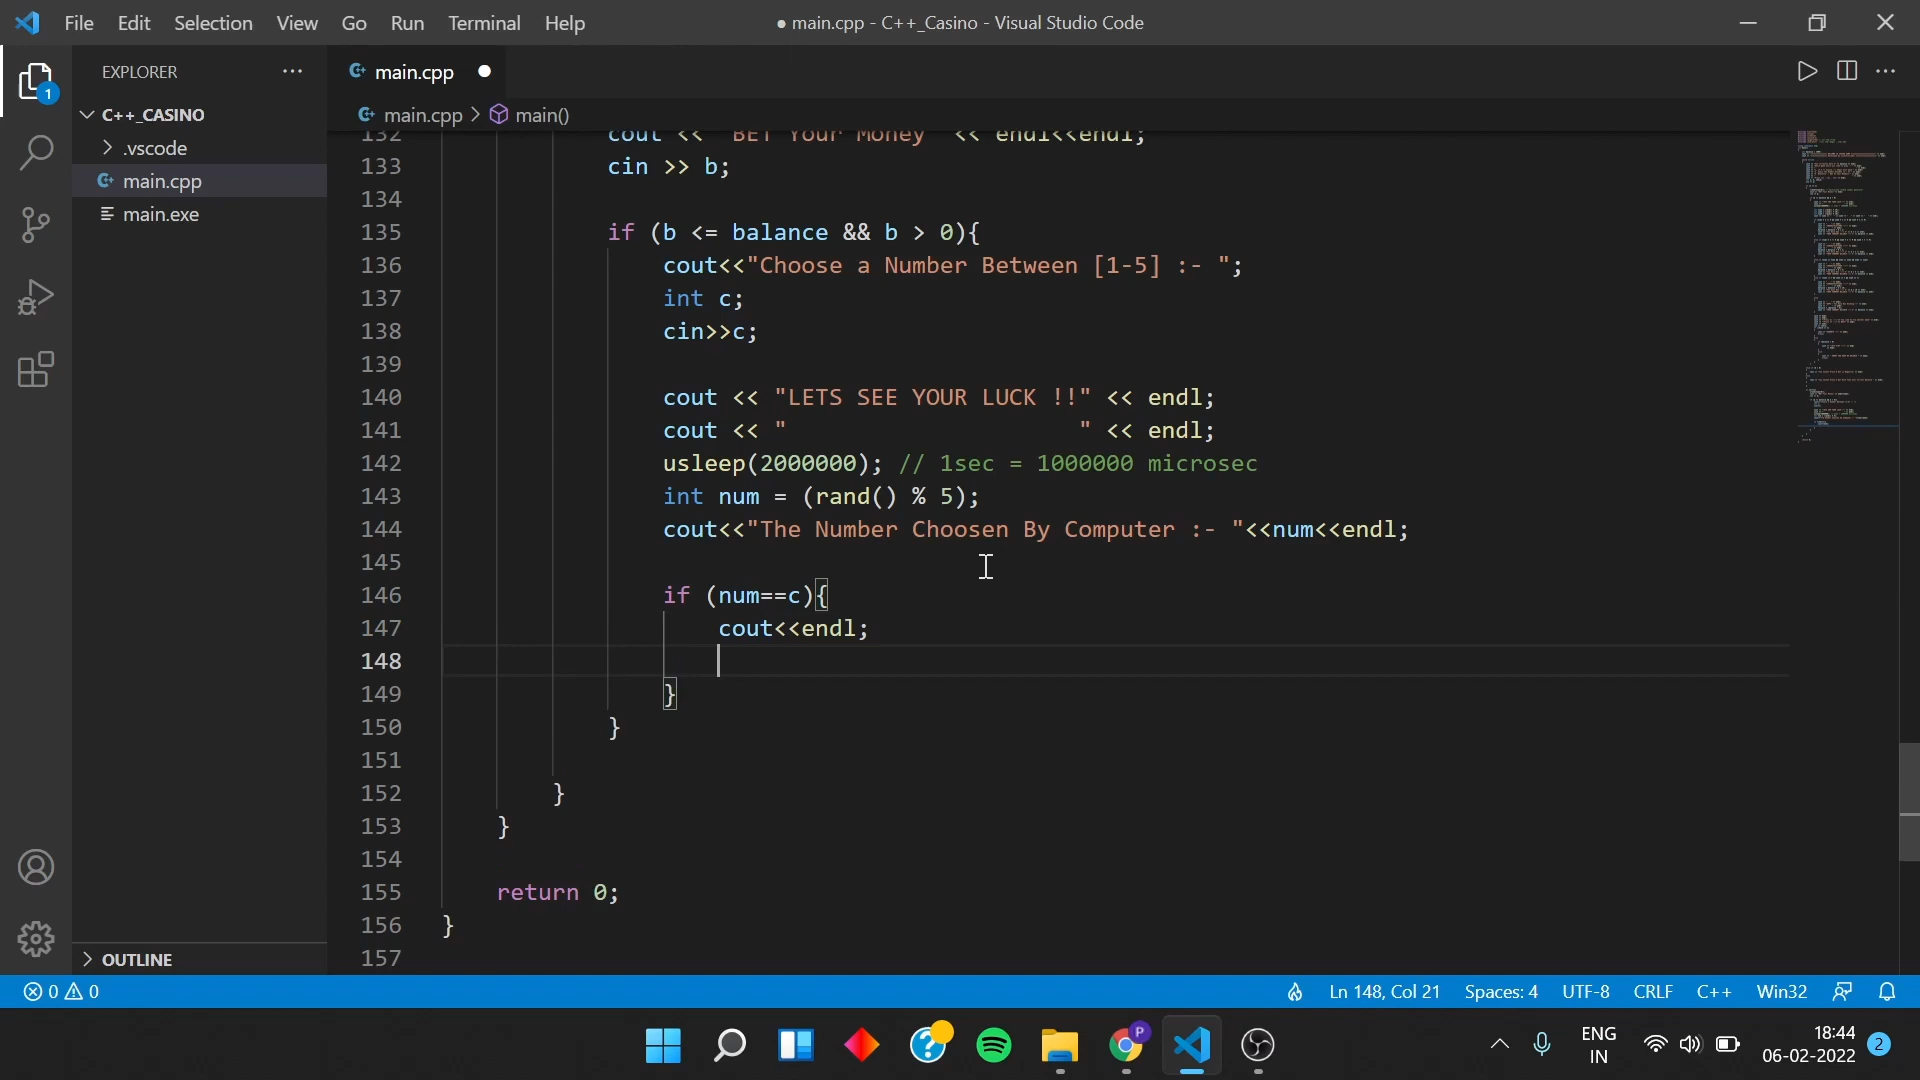 File Edit Selection View Go Run Terminal Help
● main.cpp - C++_Casino - Visual Studio Code
EXPLORER
1
C++_CASINO
.vscode
main.cpp
main.exe
OUTLINE
main.cpp
main.cpp > main()
132 cout << "BET Your Money " << endl<<endl;
133 cin >> b;
134
135 if (b <= balance && b > 0){
136 cout<<"Choose a Number Between [1-5] :- ";
137 int c;
138 cin>>c;
139
140 cout << "LETS SEE YOUR LUCK !!" << endl;
141 cout << "                     " << endl;
142 usleep(2000000); // 1sec = 1000000 microsec
143 int num = (rand() % 5);
144 cout<<"The Number Choosen By Computer :- "<<num<<endl;
145
146 if (num==c){
147 cout<<endl;
148
149 }
150 }
151
152 }
153 }
154
155 return 0;
156 }
157
0 0
Ln 148, Col 21 Spaces: 4 UTF-8 CRLF C++ Win32
P
ENG
IN
18:44
06-02-2022
2